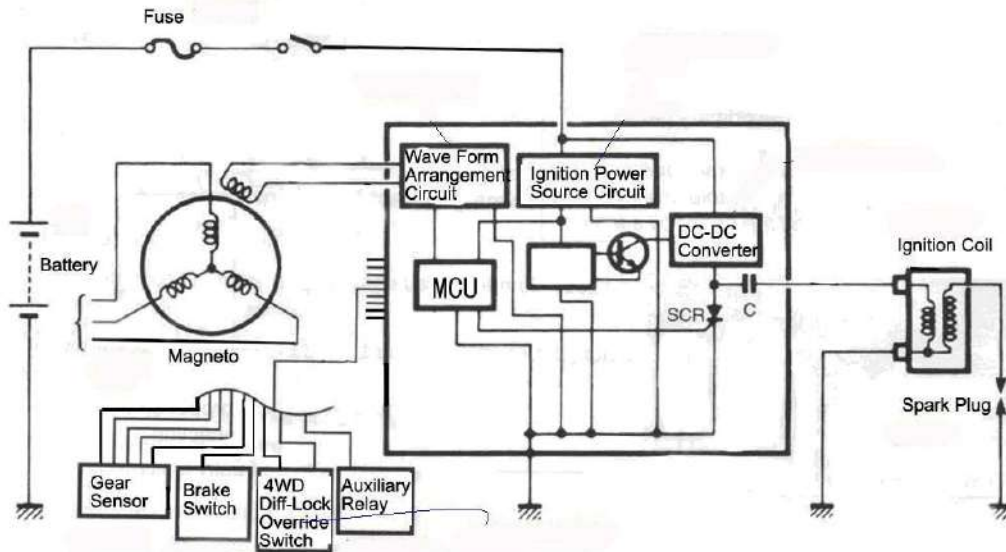 Fuse
Wave Form
Arrangement
Circuit
Ignition Power
Source Circuit
DC-DC
Converter
Ignition Coil
Battery
MCU
SCR
C
Magneto
Spark Plug
Gear
Sensor
Brake
Switch
4WD
Diff-Lock
Override
Switch
Auxiliary
Relay